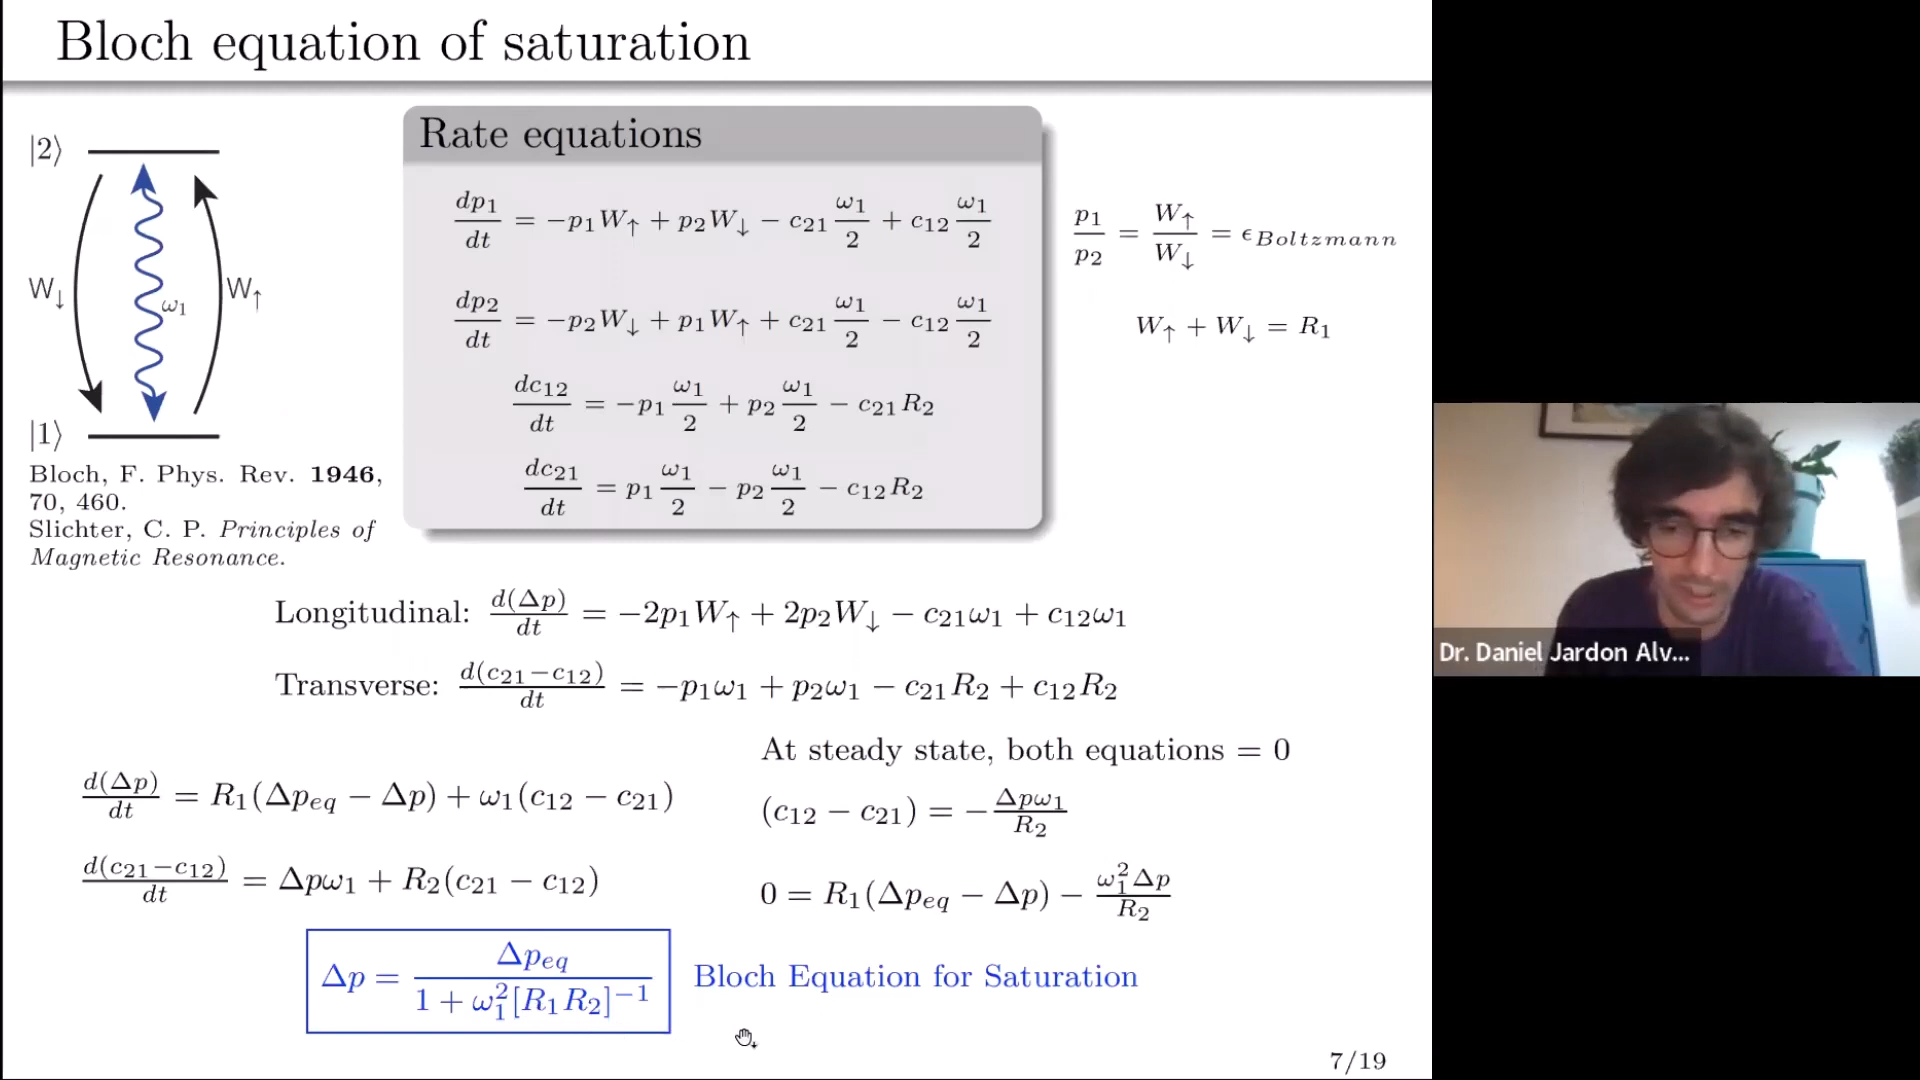 Bloch equation of saturation
|2⟩
W↓
ω₁
W↑
|1⟩
Bloch, F. Phys. Rev. 1946,
70, 460.
Slichter, C. P. Principles of
Magnetic Resonance.
Rate equations
dp₁/dt = −p₁W↑ + p₂W↓ − c₂₁ ω₁/2 + c₁₂ ω₁/2
dp₂/dt = −p₂W↓ + p₁W↑ + c₂₁ ω₁/2 − c₁₂ ω₁/2
dc₁₂/dt = −p₁ ω₁/2 + p₂ ω₁/2 − c₂₁R₂
dc₂₁/dt = p₁ ω₁/2 − p₂ ω₁/2 − c₁₂R₂
p₁/p₂ = W↑/W↓ = ϵ_Boltzmann
W↑ + W↓ = R₁
Longitudinal: d(Δp)/dt = −2p₁W↑ + 2p₂W↓ − c₂₁ω₁ + c₁₂ω₁
Transverse: d(c₂₁−c₁₂)/dt = −p₁ω₁ + p₂ω₁ − c₂₁R₂ + c₁₂R₂
d(Δp)/dt = R₁(Δp_eq − Δp) + ω₁(c₁₂ − c₂₁)
d(c₂₁−c₁₂)/dt = Δpω₁ + R₂(c₂₁ − c₁₂)
At steady state, both equations = 0
(c₁₂ − c₂₁) = −Δpω₁/R₂
0 = R₁(Δp_eq − Δp) − ω₁²Δp/R₂
Δp = Δp_eq/(1 + ω₁²[R₁R₂]⁻¹)
Bloch Equation for Saturation
7/19
Dr. Daniel Jardon Alv...